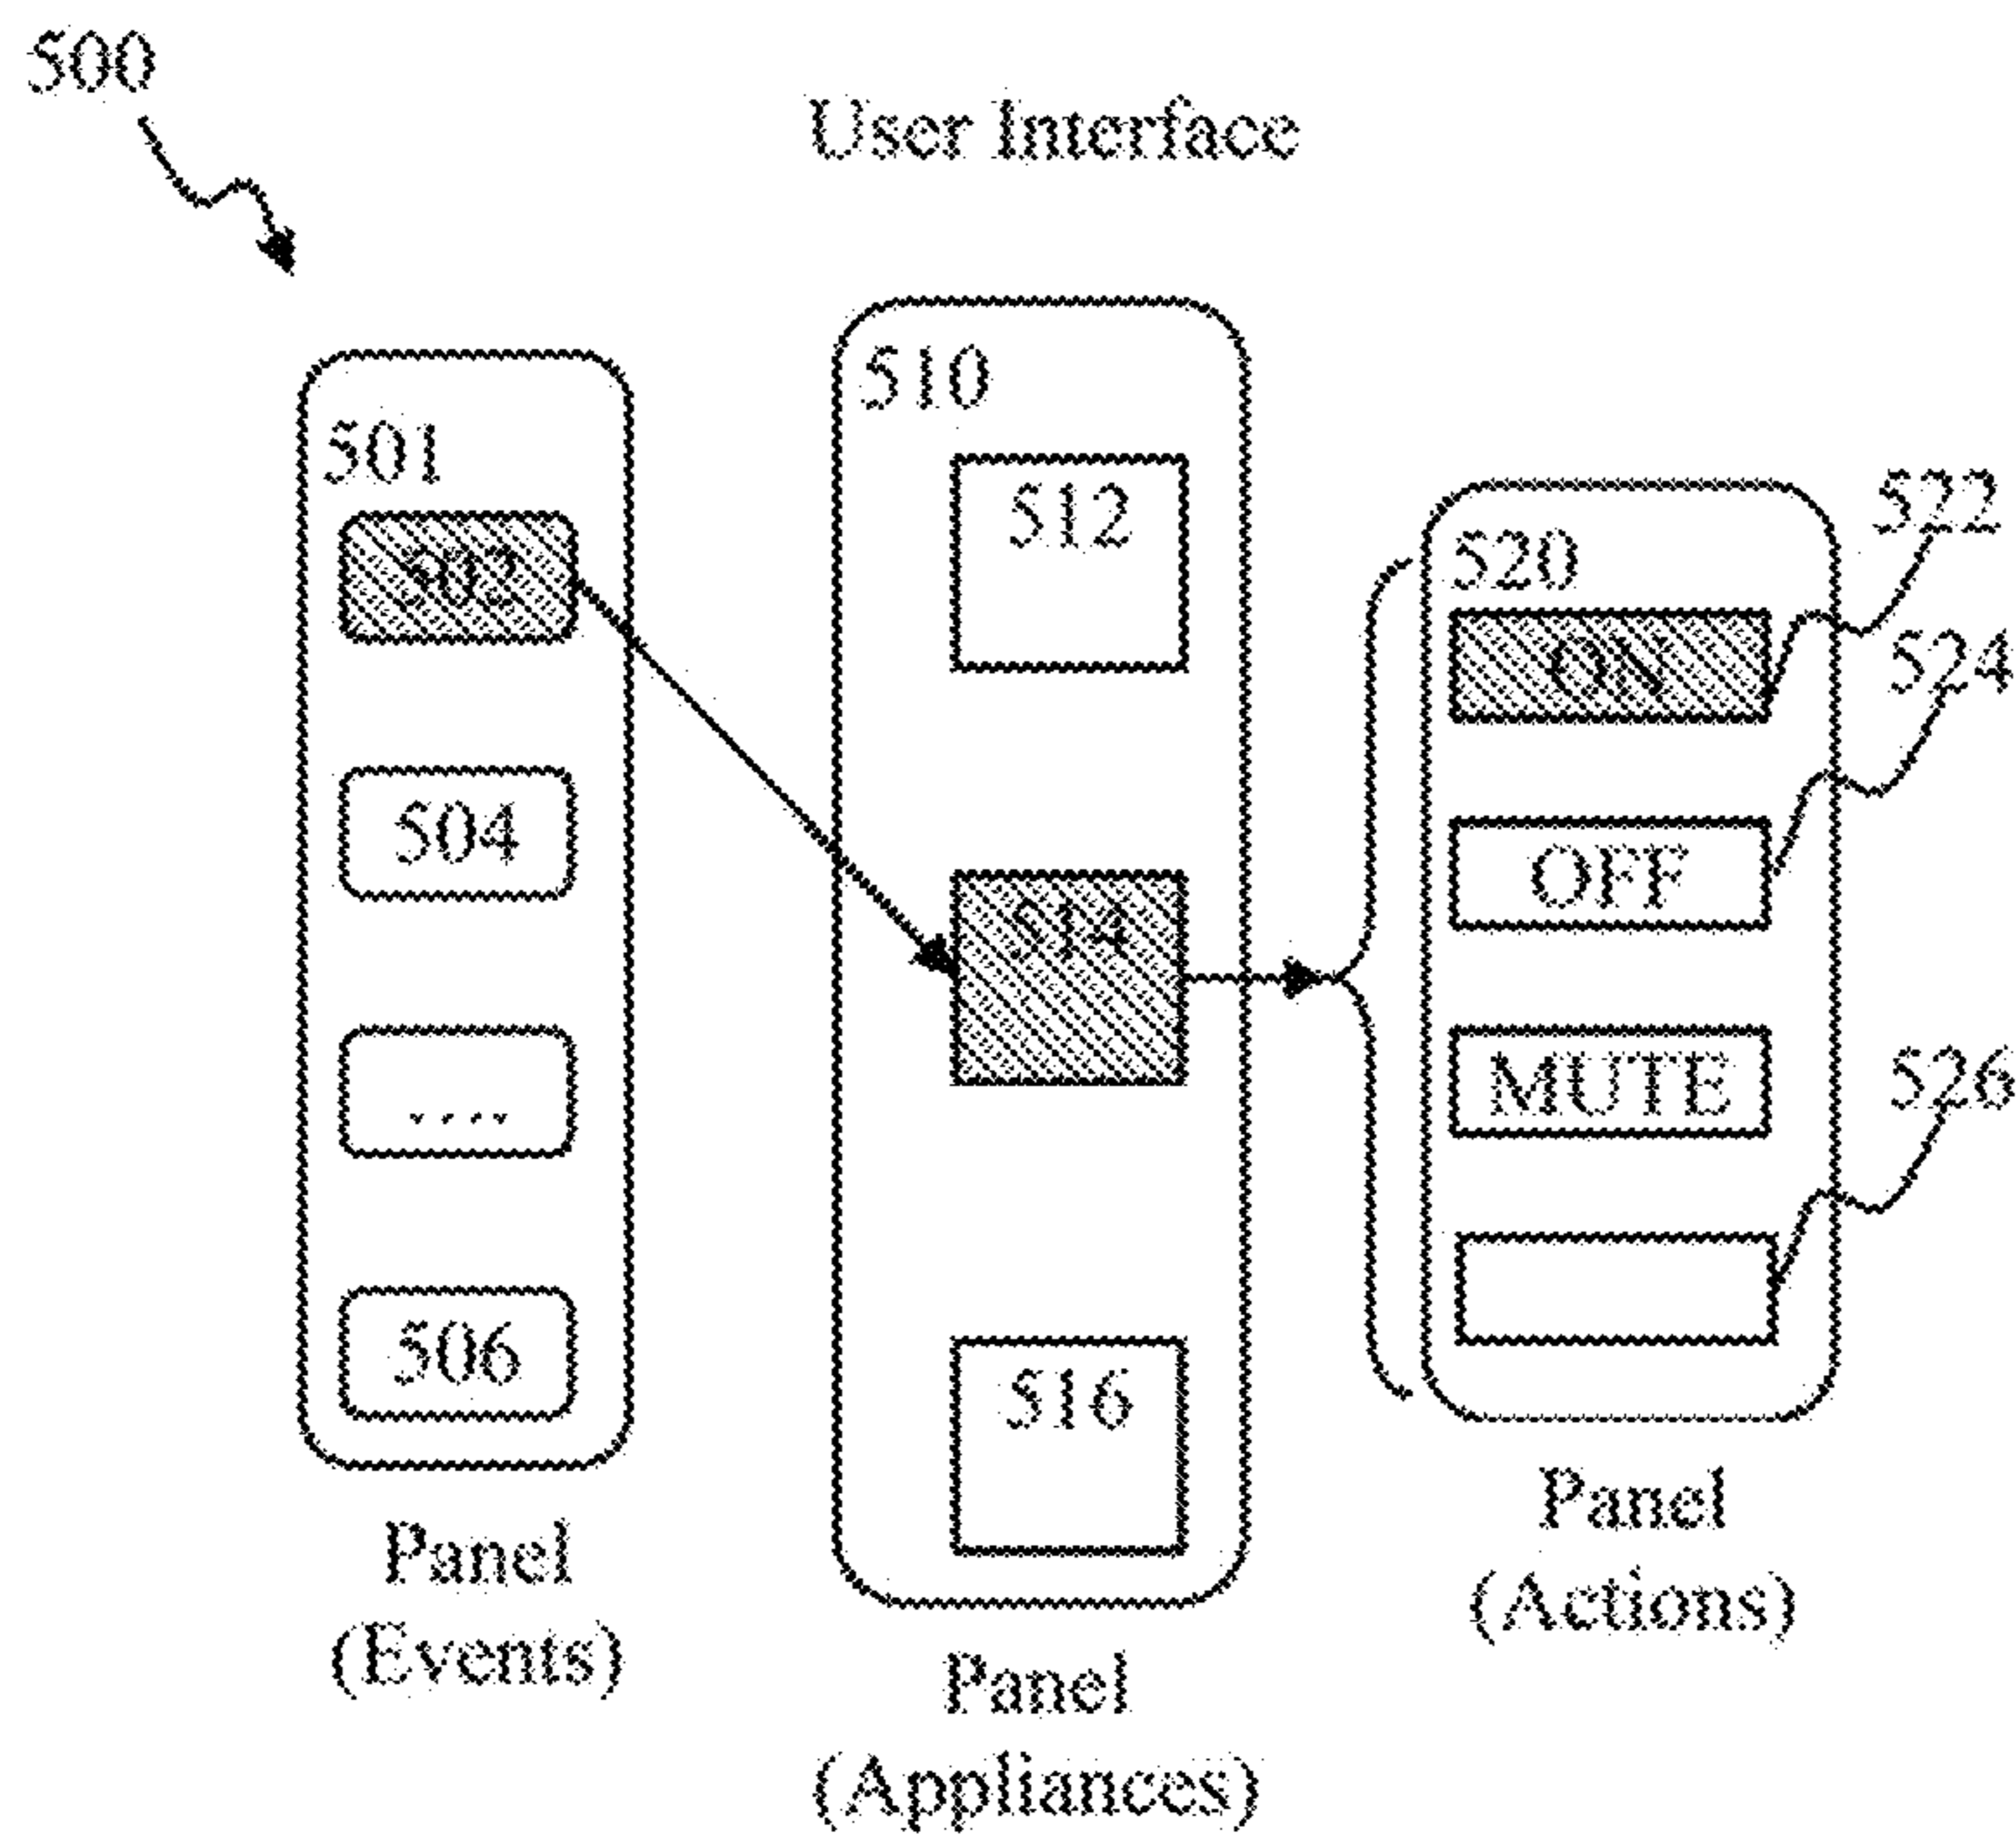 500
User Interface
501
502
504
....
506
Panel
(Events)
510
512
514
516
Panel
(Appliances)
520
ON
OFF
MUTE
522
524
526
Panel
(Actions)